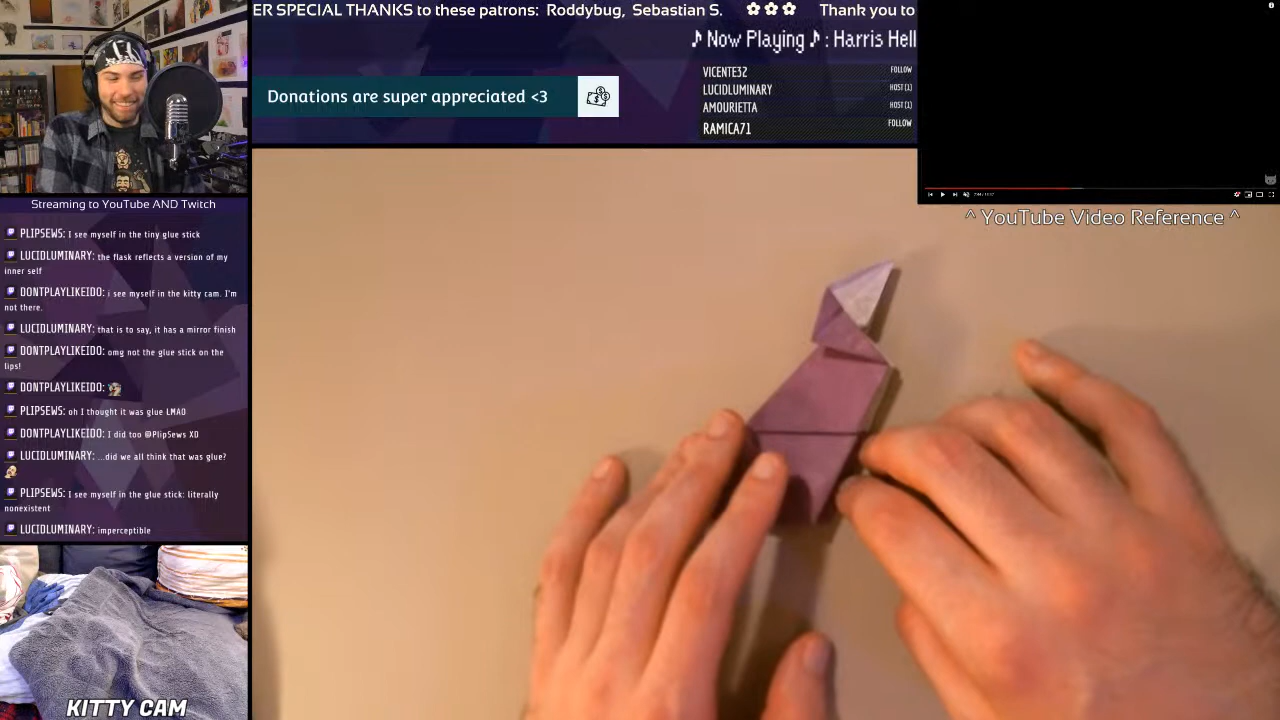 ER SPECIAL THANKS to these patrons: Roddybug, Sebastian S. ✿ ✿ ✿ Thank you to
♪ Now Playing ♪ : Harris Hell
Donations are super appreciated <3
VICENTE32 FOLLOW
LUCIDLUMINARY HOST(1)
AMOURIETTA HOST(1)
RAMICA71 FOLLOW
^ YouTube Video Reference ^
Streaming to YouTube AND Twitch
PLIPSEWS: I see myself in the tiny glue stick
LUCIDLUMINARY: the flask reflects a version of my
inner self
DONTPLAYLIKEIDO: i see myself in the kitty cam. I'm
not there.
LUCIDLUMINARY: that is to say, it has a mirror finish
DONTPLAYLIKEIDO: omg not the glue stick on the
lips!
DONTPLAYLIKEIDO:
PLIPSEWS: oh I thought it was glue LMAO
DONTPLAYLIKEIDO: I did too @PlipSews XD
LUCIDLUMINARY: ...did we all think that was glue?
PLIPSEWS: I see myself in the glue stick: literally
nonexistent
LUCIDLUMINARY: imperceptible
KITTY CAM